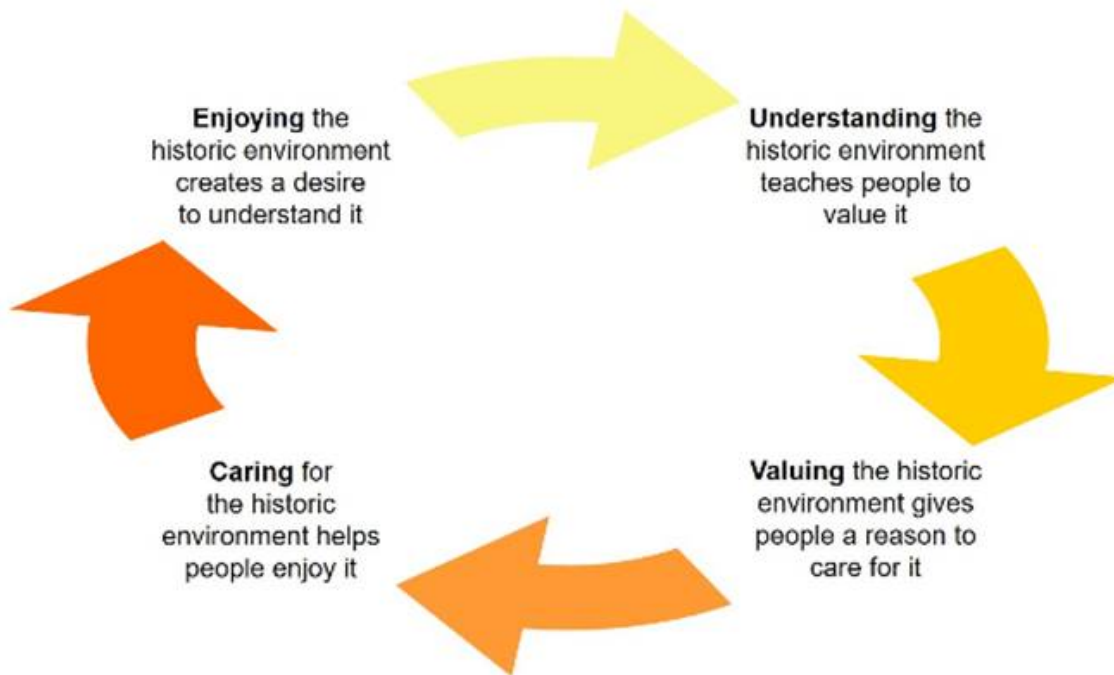 Enjoying the
historic environment
creates a desire
to understand it
Understanding the
historic environment
teaches people to
value it
Valuing the historic
environment gives
people a reason to
care for it
Caring for
the historic
environment helps
people enjoy it